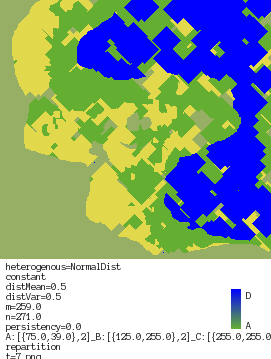 heterogenous=NormalDist
constant
distMean=0.5
distVar=0.5
m=259.0
n=271.0
persistency=0.0
A:[{75.0,39.0},2]_B:[{125.0,255.0},2]_C:[{255.0,255.0
repartition
t=7.png
D
A